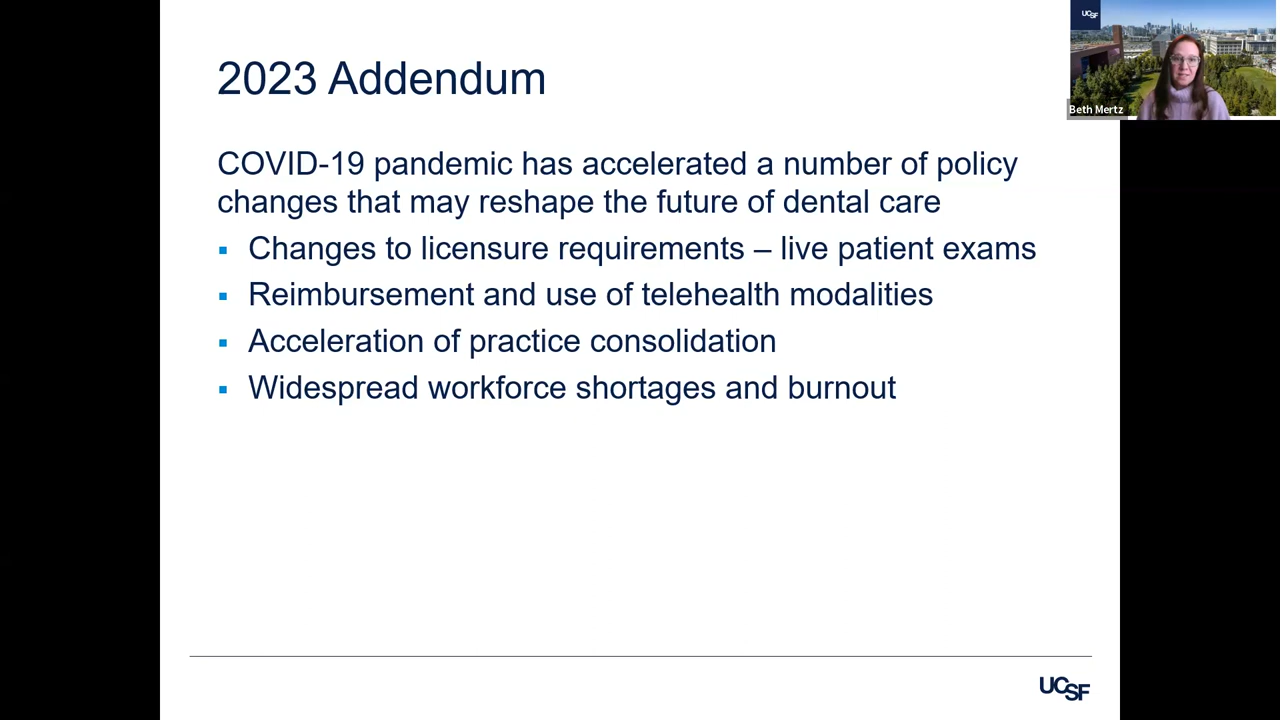 2023 Addendum
COVID-19 pandemic has accelerated a number of policy
changes that may reshape the future of dental care
▪ Changes to licensure requirements – live patient exams
▪ Reimbursement and use of telehealth modalities
▪ Acceleration of practice consolidation
▪ Widespread workforce shortages and burnout
UCSF
UCSF
Beth Mertz